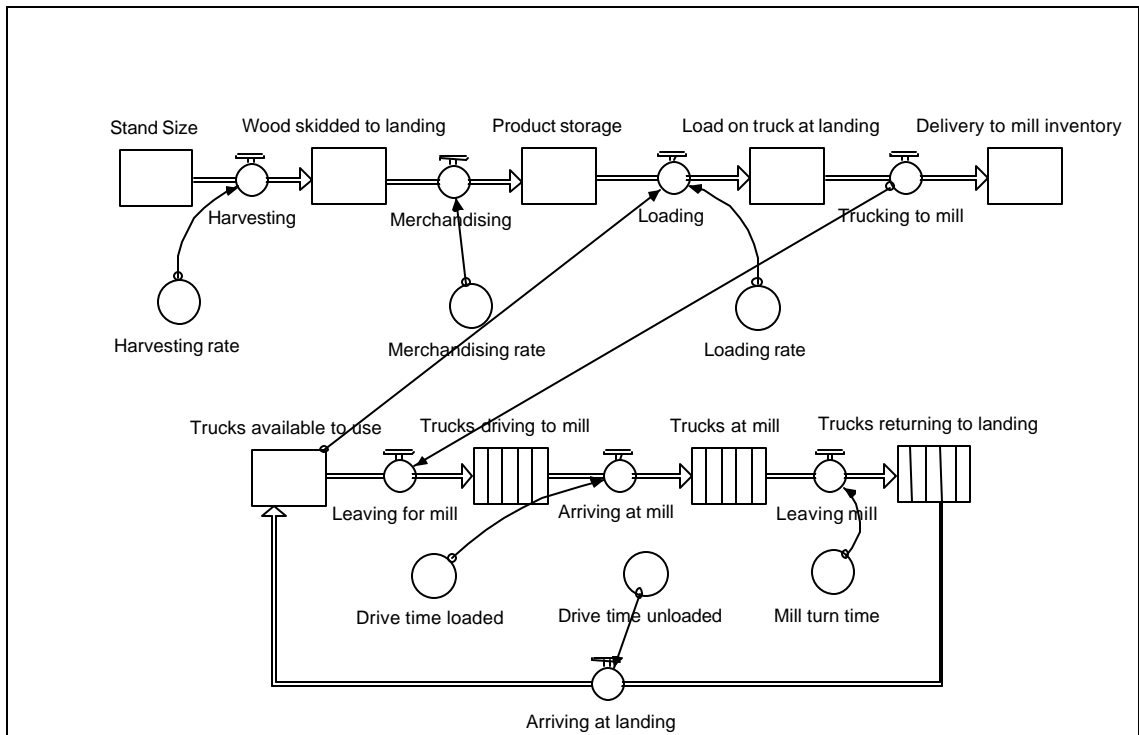 Stand Size
Wood skidded to landing
Product storage
Load on truck at landing
Delivery to mill inventory
Harvesting
Merchandising
Loading
Trucking to mill
Harvesting rate
Merchandising rate
Loading rate
Trucks available to use
Trucks driving to mill
Trucks at mill
Trucks returning to landing
Leaving for mill
Arriving at mill
Leaving mill
Drive time loaded
Drive time unloaded
Mill turn time
Arriving at landing